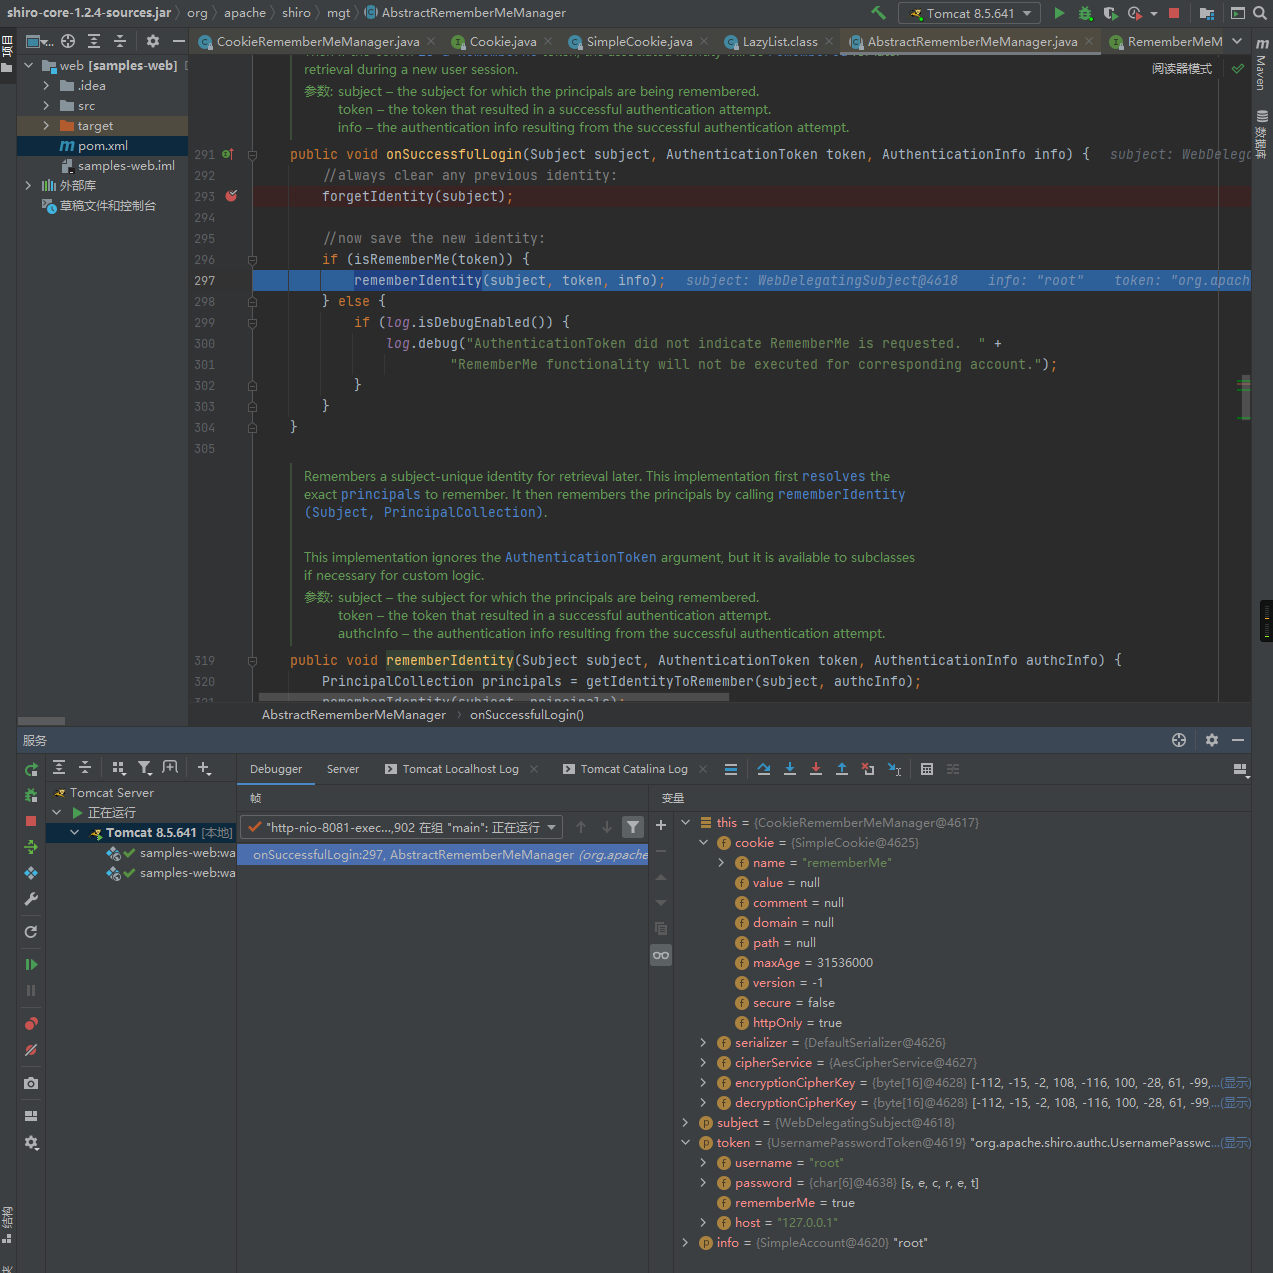 shiro-core-1.2.4-sources.jar 〉 org 〉 apache 〉 shiro 〉 mgt 〉 AbstractRememberMeManager
Tomcat 8.5.641
项目
web [samples-web]
.idea
src
target
pom.xml
samples-web.iml
外部库
草稿文件和控制台
CookieRememberMeManager.java
Cookie.java
SimpleCookie.java
LazyList.class
AbstractRememberMeManager.java
RememberMeM
Maven
数据库
阅读器模式
retrieval during a new user session.
参数: subject – the subject for which the principals are being remembered.
token – the token that resulted in a successful authentication attempt.
info – the authentication info resulting from the successful authentication attempt.
291 public void onSuccessfulLogin(Subject subject, AuthenticationToken token, AuthenticationInfo info) { subject: WebDelega
292 //always clear any previous identity:
293 forgetIdentity(subject);
294
295 //now save the new identity:
296 if (isRememberMe(token)) {
297 rememberIdentity(subject, token, info); subject: WebDelegatingSubject@4618 info: "root" token: "org.apach
298 } else {
299 if (log.isDebugEnabled()) {
300 log.debug("AuthenticationToken did not indicate RememberMe is requested.  " +
301 "RememberMe functionality will not be executed for corresponding account.");
302 }
303 }
304 }
305
Remembers a subject-unique identity for retrieval later. This implementation first resolves the
exact principals to remember. It then remembers the principals by calling rememberIdentity
(Subject, PrincipalCollection).
This implementation ignores the AuthenticationToken argument, but it is available to subclasses
if necessary for custom logic.
参数: subject – the subject for which the principals are being remembered.
token – the token that resulted in a successful authentication attempt.
authcInfo – the authentication info resulting from the successful authentication attempt.
319 public void rememberIdentity(Subject subject, AuthenticationToken token, AuthenticationInfo authcInfo) {
320 PrincipalCollection principals = getIdentityToRemember(subject, authcInfo);
321 rememberIdentity(subject, principals);
AbstractRememberMeManager 〉 onSuccessfulLogin()
服务
Debugger
Server
Tomcat Localhost Log
Tomcat Catalina Log
Tomcat Server
正在运行
Tomcat 8.5.641 [本地]
samples-web:wa
samples-web:wa
帧
"http-nio-8081-exec...,902 在组 "main": 正在运行
onSuccessfulLogin:297, AbstractRememberMeManager (org.apache
变量
this = {CookieRememberMeManager@4617}
cookie = {SimpleCookie@4625}
name = "rememberMe"
value = null
comment = null
domain = null
path = null
maxAge = 31536000
version = -1
secure = false
httpOnly = true
serializer = {DefaultSerializer@4626}
cipherService = {AesCipherService@4627}
encryptionCipherKey = {byte[16]@4628} [-112, -15, -2, 108, -116, 100, -28, 61, -99,...(显示)
decryptionCipherKey = {byte[16]@4628} [-112, -15, -2, 108, -116, 100, -28, 61, -99,...(显示)
subject = {WebDelegatingSubject@4618}
token = {UsernamePasswordToken@4619} "org.apache.shiro.authc.UsernamePasswc...(显示)
username = "root"
password = {char[6]@4638} [s, e, c, r, e, t]
rememberMe = true
host = "127.0.0.1"
info = {SimpleAccount@4620} "root"
结构